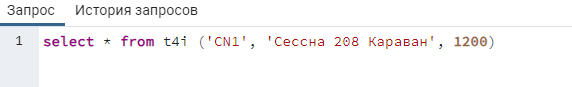 Запрос История запросов
1 select * from t4i ('CN1', 'Сессна 208 Караван', 1200)